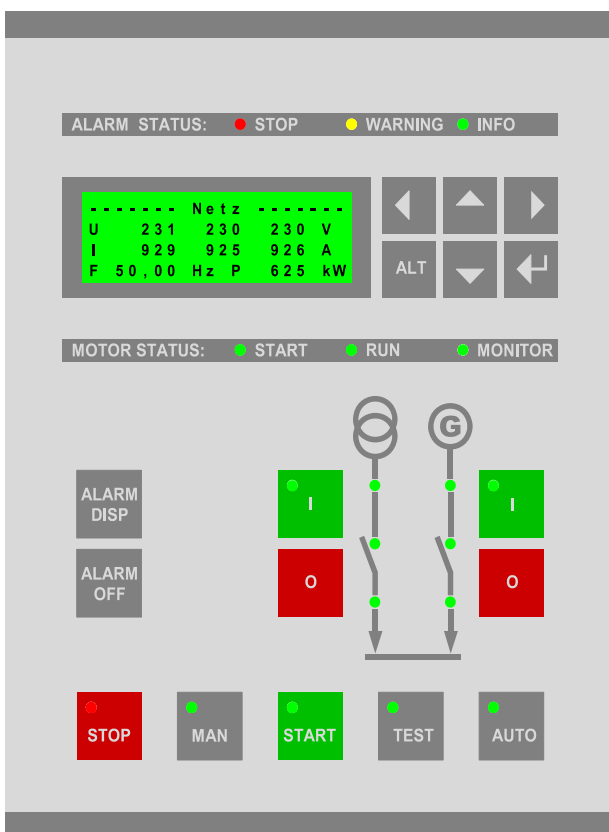 ALARM STATUS: STOP WARNING INFO
------- Netz -------
U 231 230 230 V
I 929 925 926 A
F 50,00 Hz P 625 kW
ALT
MOTOR STATUS: START RUN MONITOR
G
ALARM
DISP
I
I
ALARM
OFF
O
O
STOP
MAN
START
TEST
AUTO